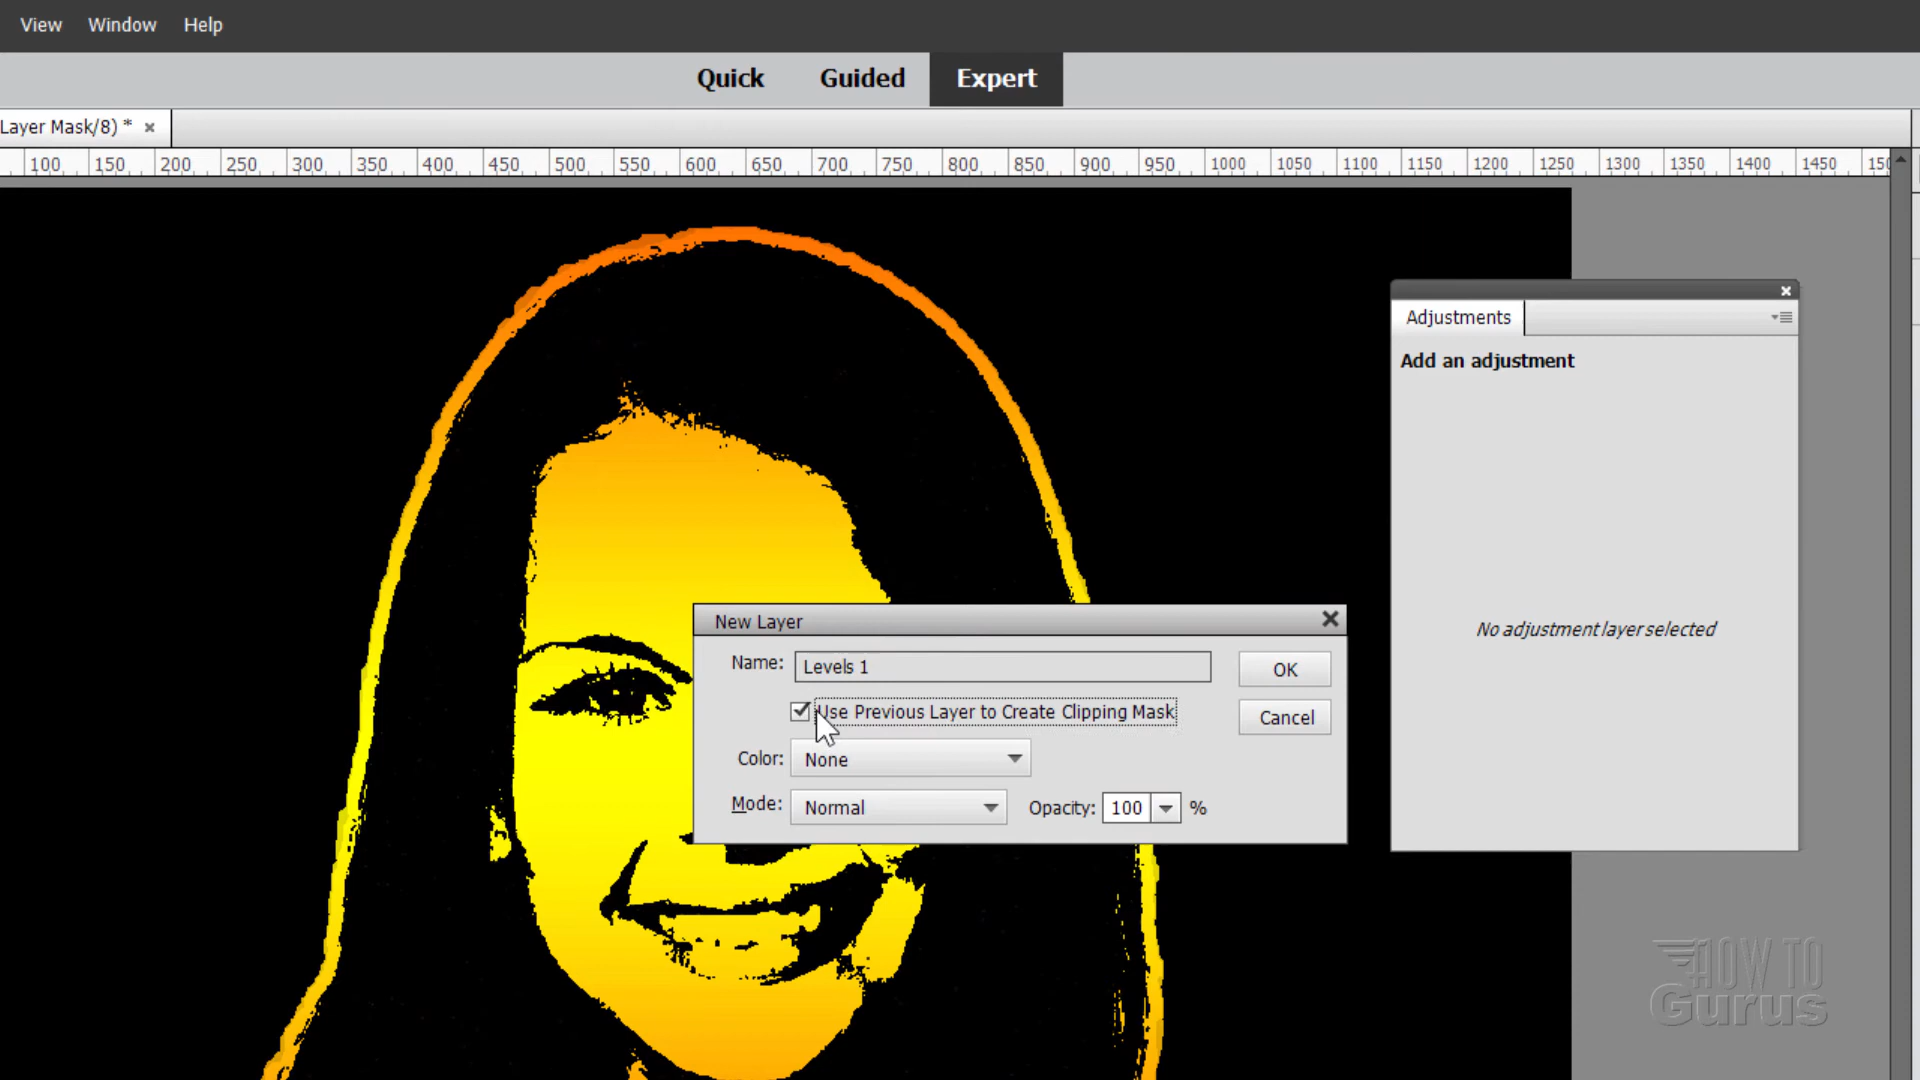 View Window Help
Quick Guided Expert
Layer Mask/8) * ×
100 150 200 250 300 350 400 450 500 550 600 650 700 750 800 850 900 950 1000 1050 1100 1150 1200 1250 1300 1350 1400 1450
Adjustments
Add an adjustment
No adjustment layer selected
New Layer
Name: Levels 1 OK
Use Previous Layer to Create Clipping Mask Cancel
Color: None
Mode: Normal Opacity: 100 %
HOW TO
Gurus